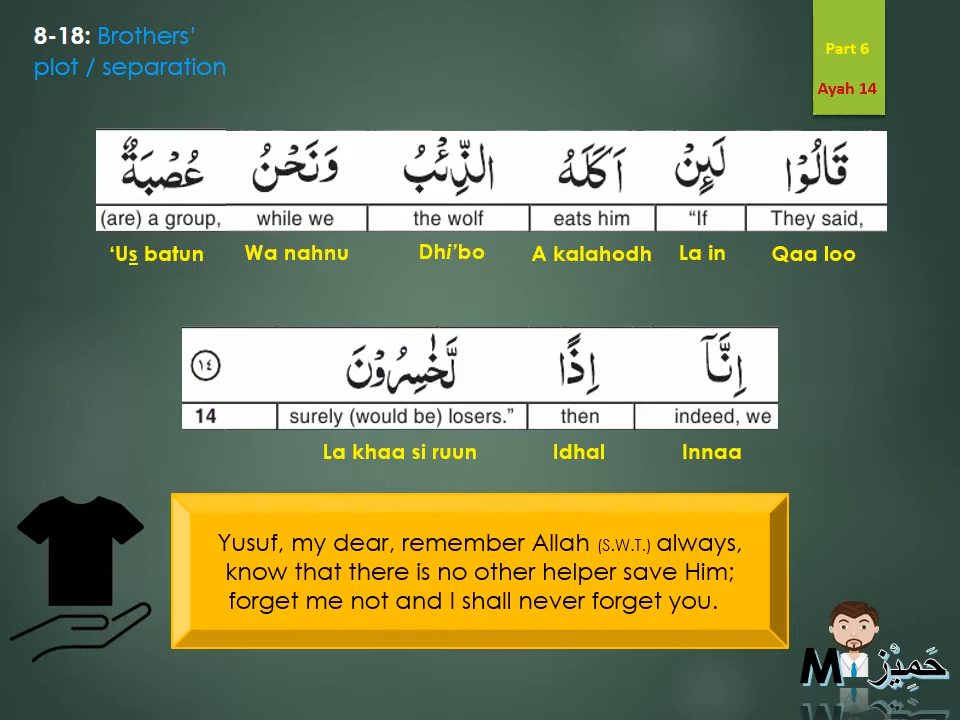 8-18: Brothers’
plot / separation
Part 6
Ayah 14
قَالُوْا لَىِٕنْ اَكَلَهُ الذِّئْبُ وَنَحْنُ عُصْبَةٌ
They said, “If eats him the wolf while we (are) a group,
Qaa loo La in A kalahodh Dhi’bo Wa nahnu ‘Us batun
اِنَّاۤ اِذًا لَّخٰسِرُوْنَ ١٤
indeed, we then surely (would be) losers.” 14
Innaa Idhal La khaa si ruun
Yusuf, my dear, remember Allah (S.W.T.) always,
know that there is no other helper save Him;
forget me not and I shall never forget you.
M حَمِيْز